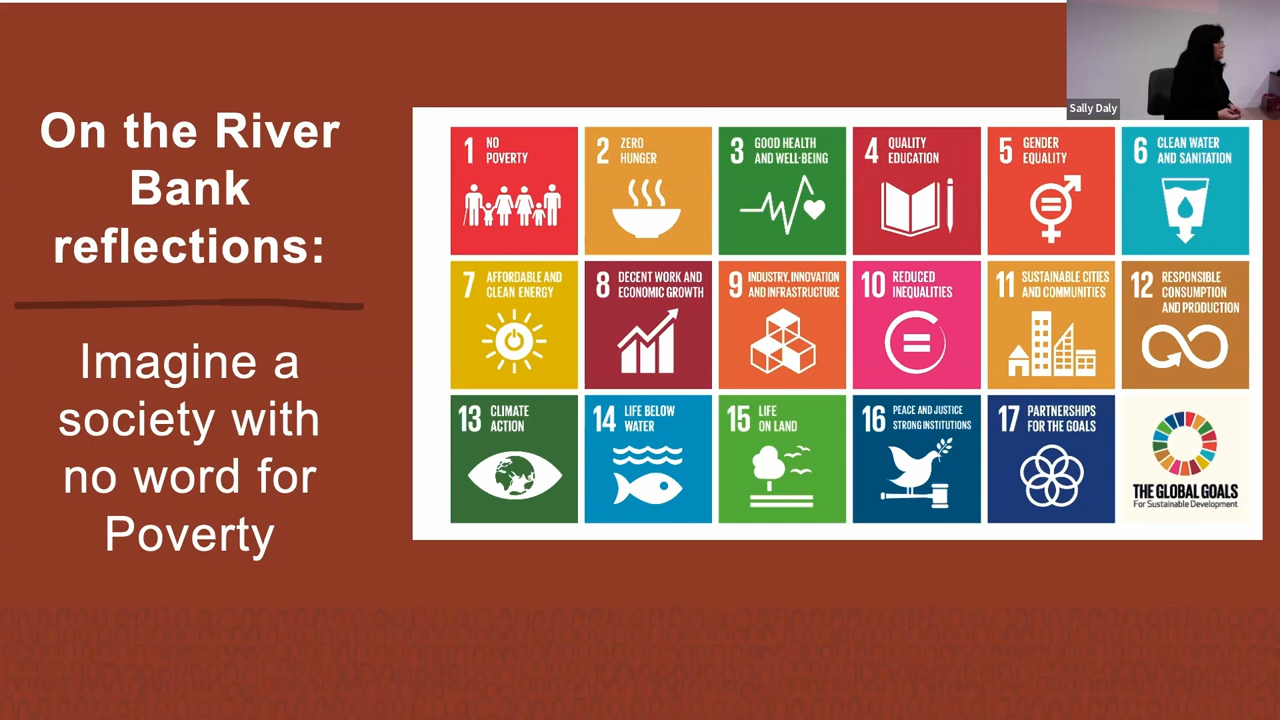 On the River
Bank
reflections:
Imagine a
society with
no word for
Poverty
Sally Daly
1 NO
POVERTY
2 ZERO
HUNGER
3 GOOD HEALTH
AND WELL-BEING
4 QUALITY
EDUCATION
5 GENDER
EQUALITY
6 CLEAN WATER
AND SANITATION
7 AFFORDABLE AND
CLEAN ENERGY
8 DECENT WORK AND
ECONOMIC GROWTH
9 INDUSTRY, INNOVATION
AND INFRASTRUCTURE
10 REDUCED
INEQUALITIES
11 SUSTAINABLE CITIES
AND COMMUNITIES
12 RESPONSIBLE
CONSUMPTION
AND PRODUCTION
13 CLIMATE
ACTION
14 LIFE BELOW
WATER
15 LIFE
ON LAND
16 PEACE AND JUSTICE
STRONG INSTITUTIONS
17 PARTNERSHIPS
FOR THE GOALS
THE GLOBAL GOALS
For Sustainable Development